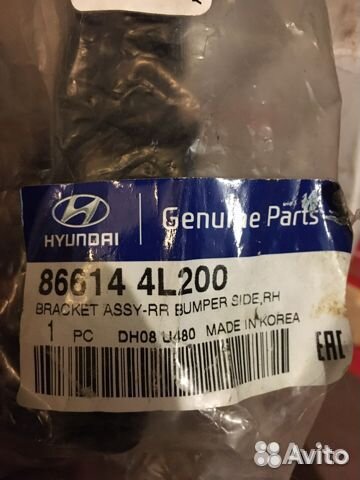 HYUNDAI
Genuine Parts
86614 4L200
BRACKET ASSY-RR BUMPER SIDE,RH
1 PC DH08 U480 MADE IN KOREA
EAC
Avito